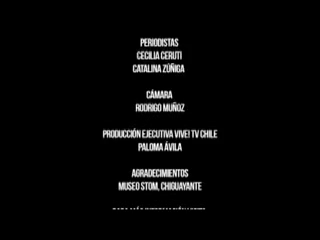 PERIODISTAS
CECILIA CERUTI
CATALINA ZÚÑIGA
CÁMARA
RODRIGO MUÑOZ
PRODUCCIÓN EJECUTIVA VIVE! TV CHILE
PALOMA ÁVILA
AGRADECIMIENTOS
MUSEO STOM, CHIGUAYANTE